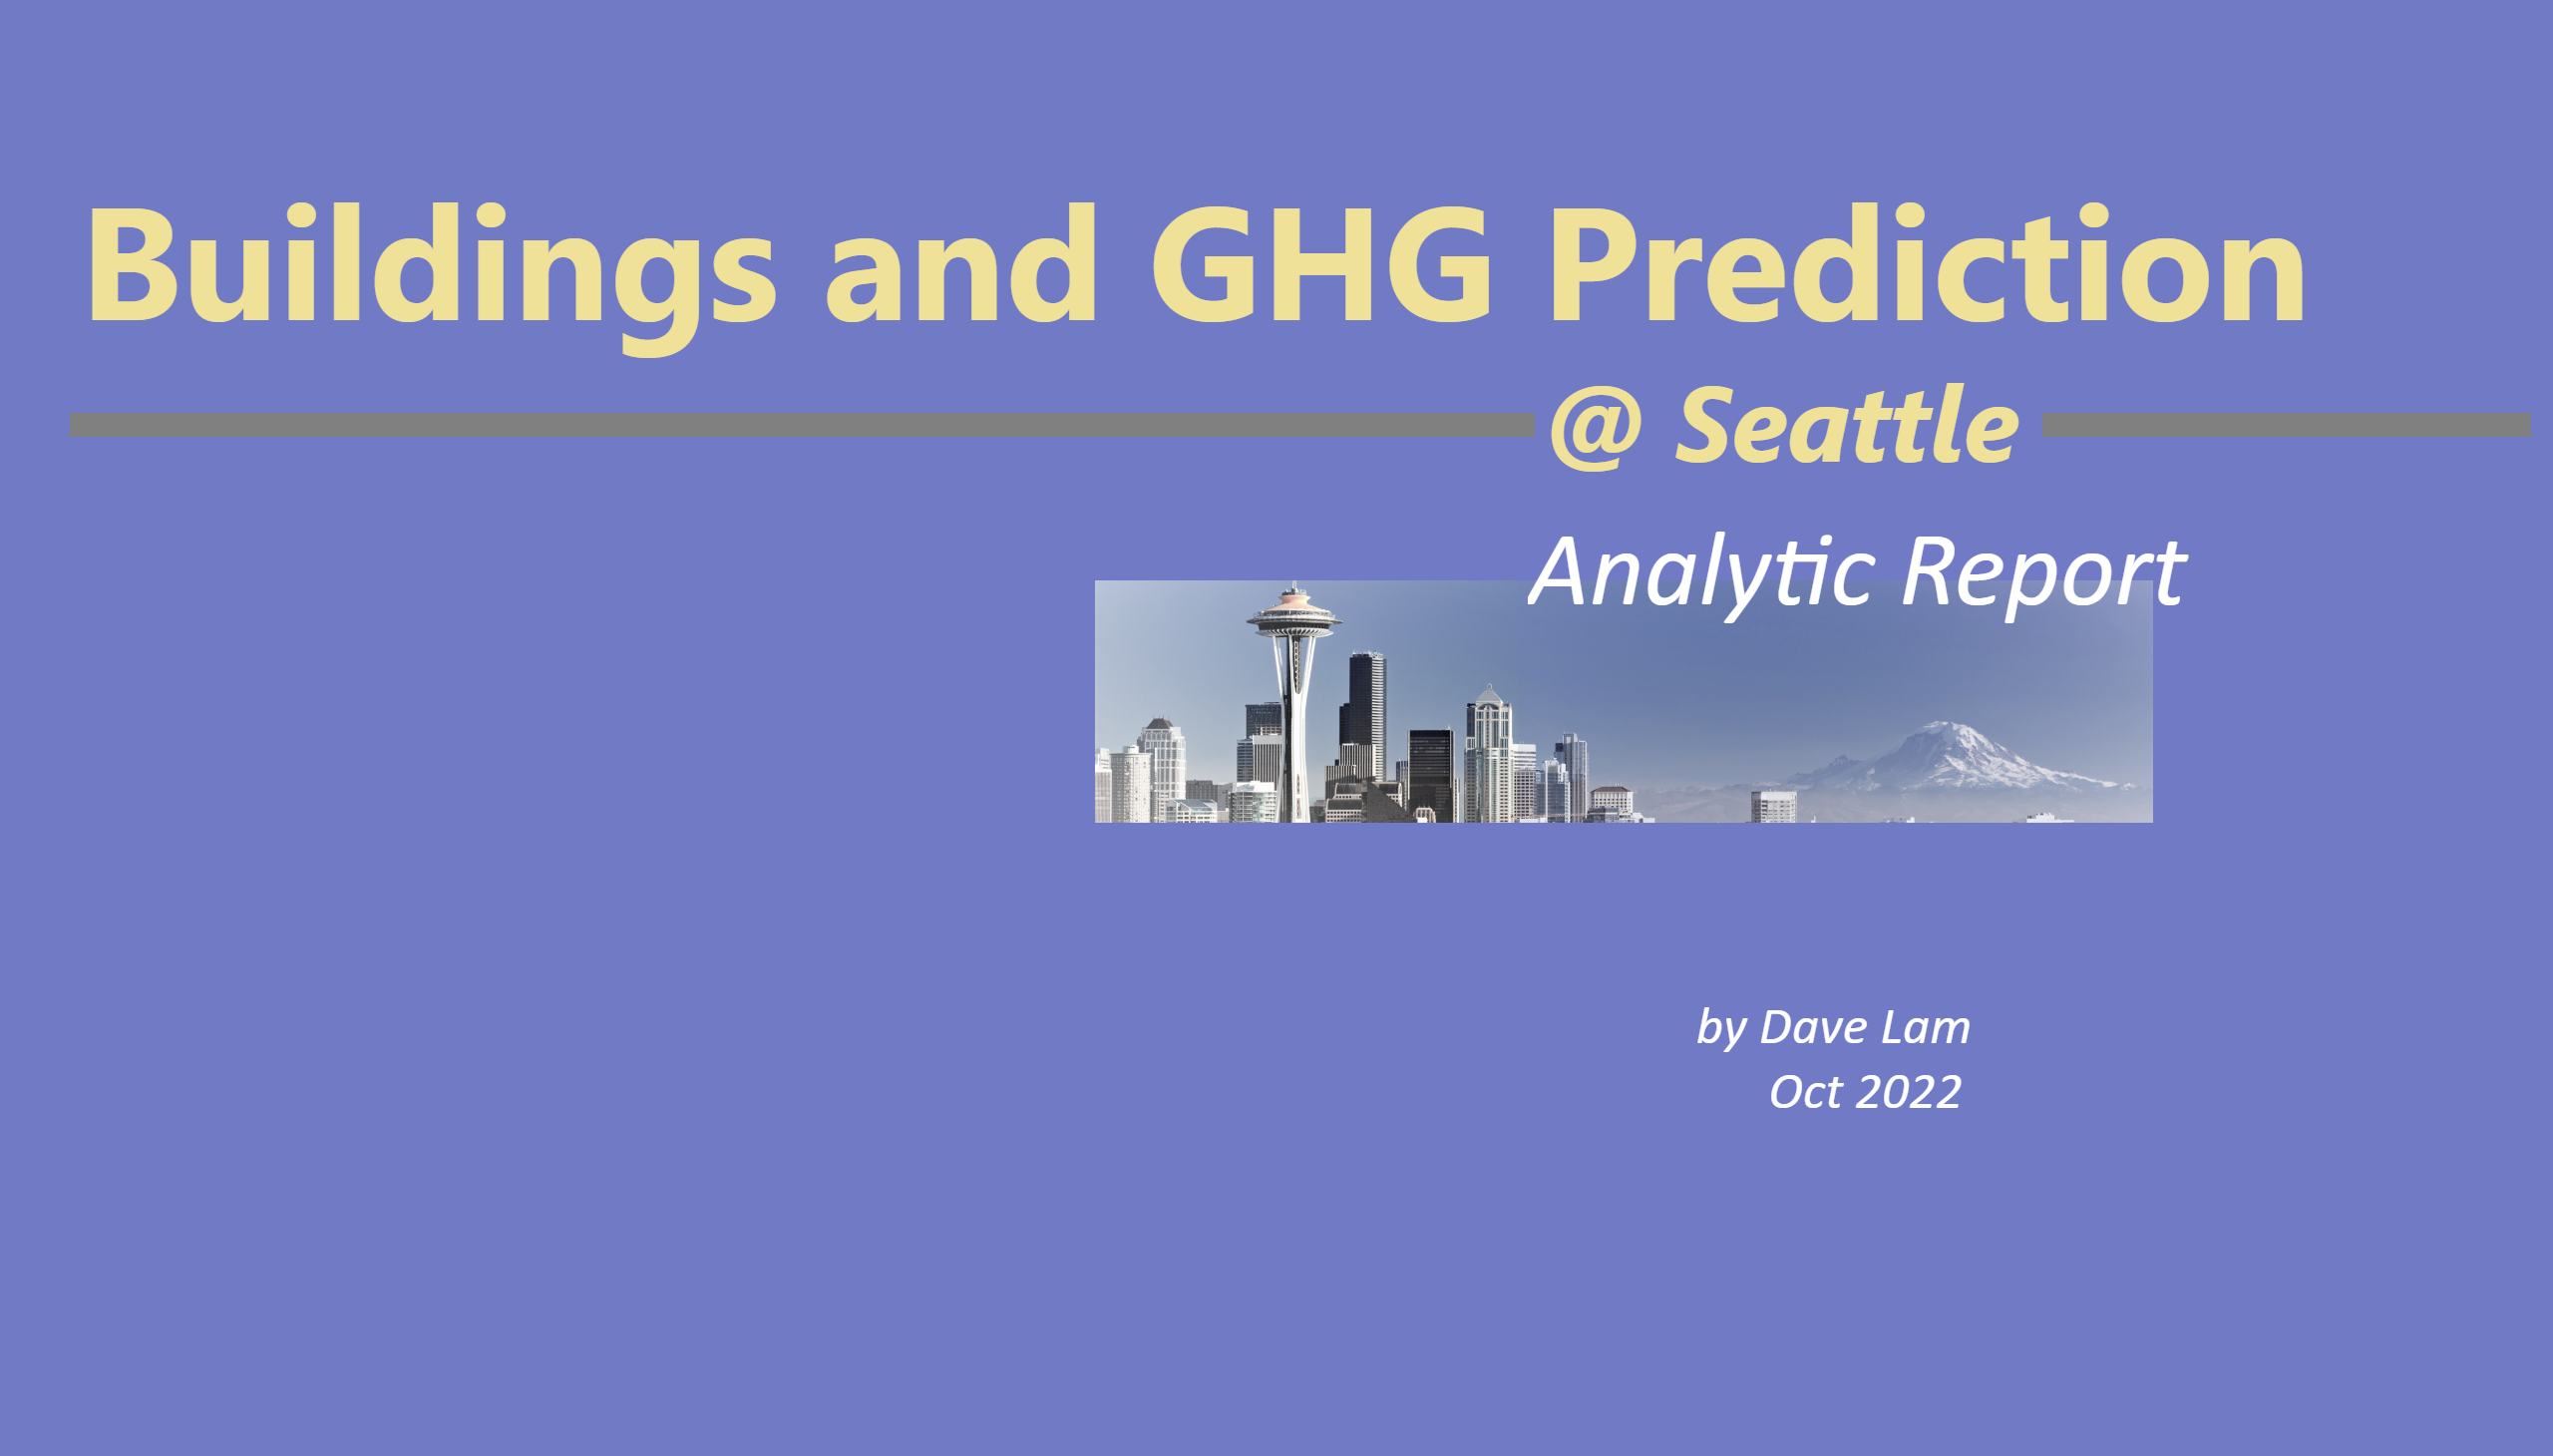 Buildings and GHG Prediction
@ Seattle
Analytic Report
by Dave Lam
Oct 2022